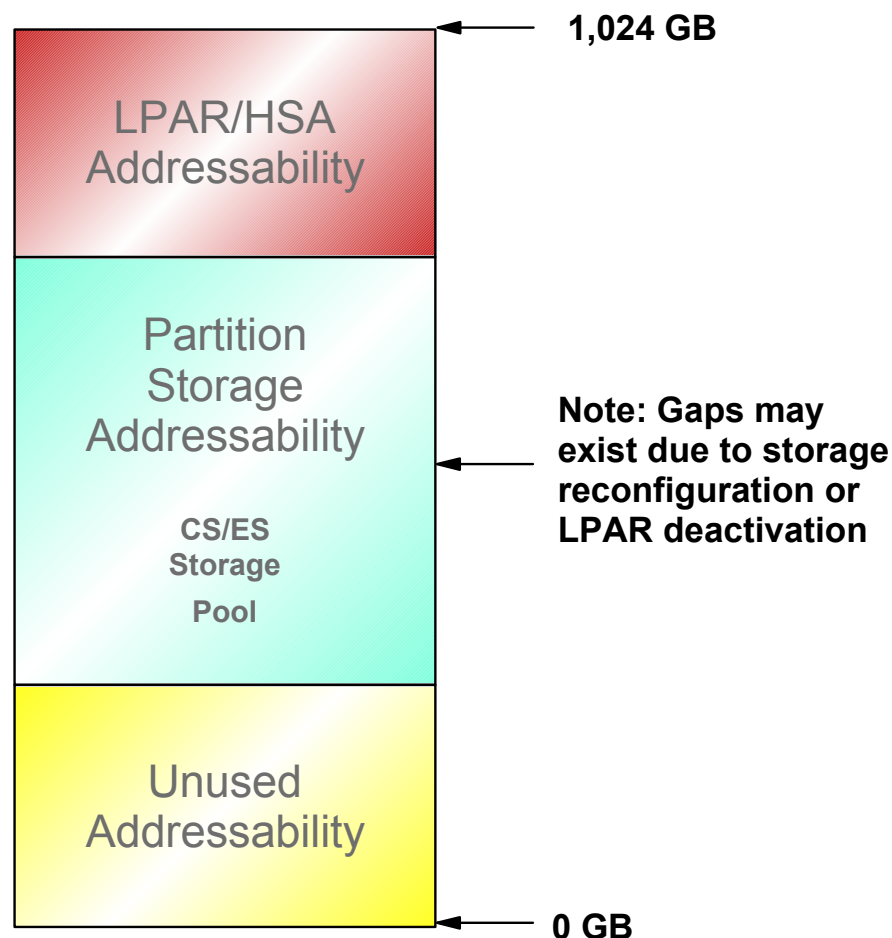 1,024 GB
LPAR/HSA
Addressability
Partition
Storage
Addressability
CS/ES
Storage
Pool
Note: Gaps may
exist due to storage
reconfiguration or
LPAR deactivation
Unused
Addressability
0 GB